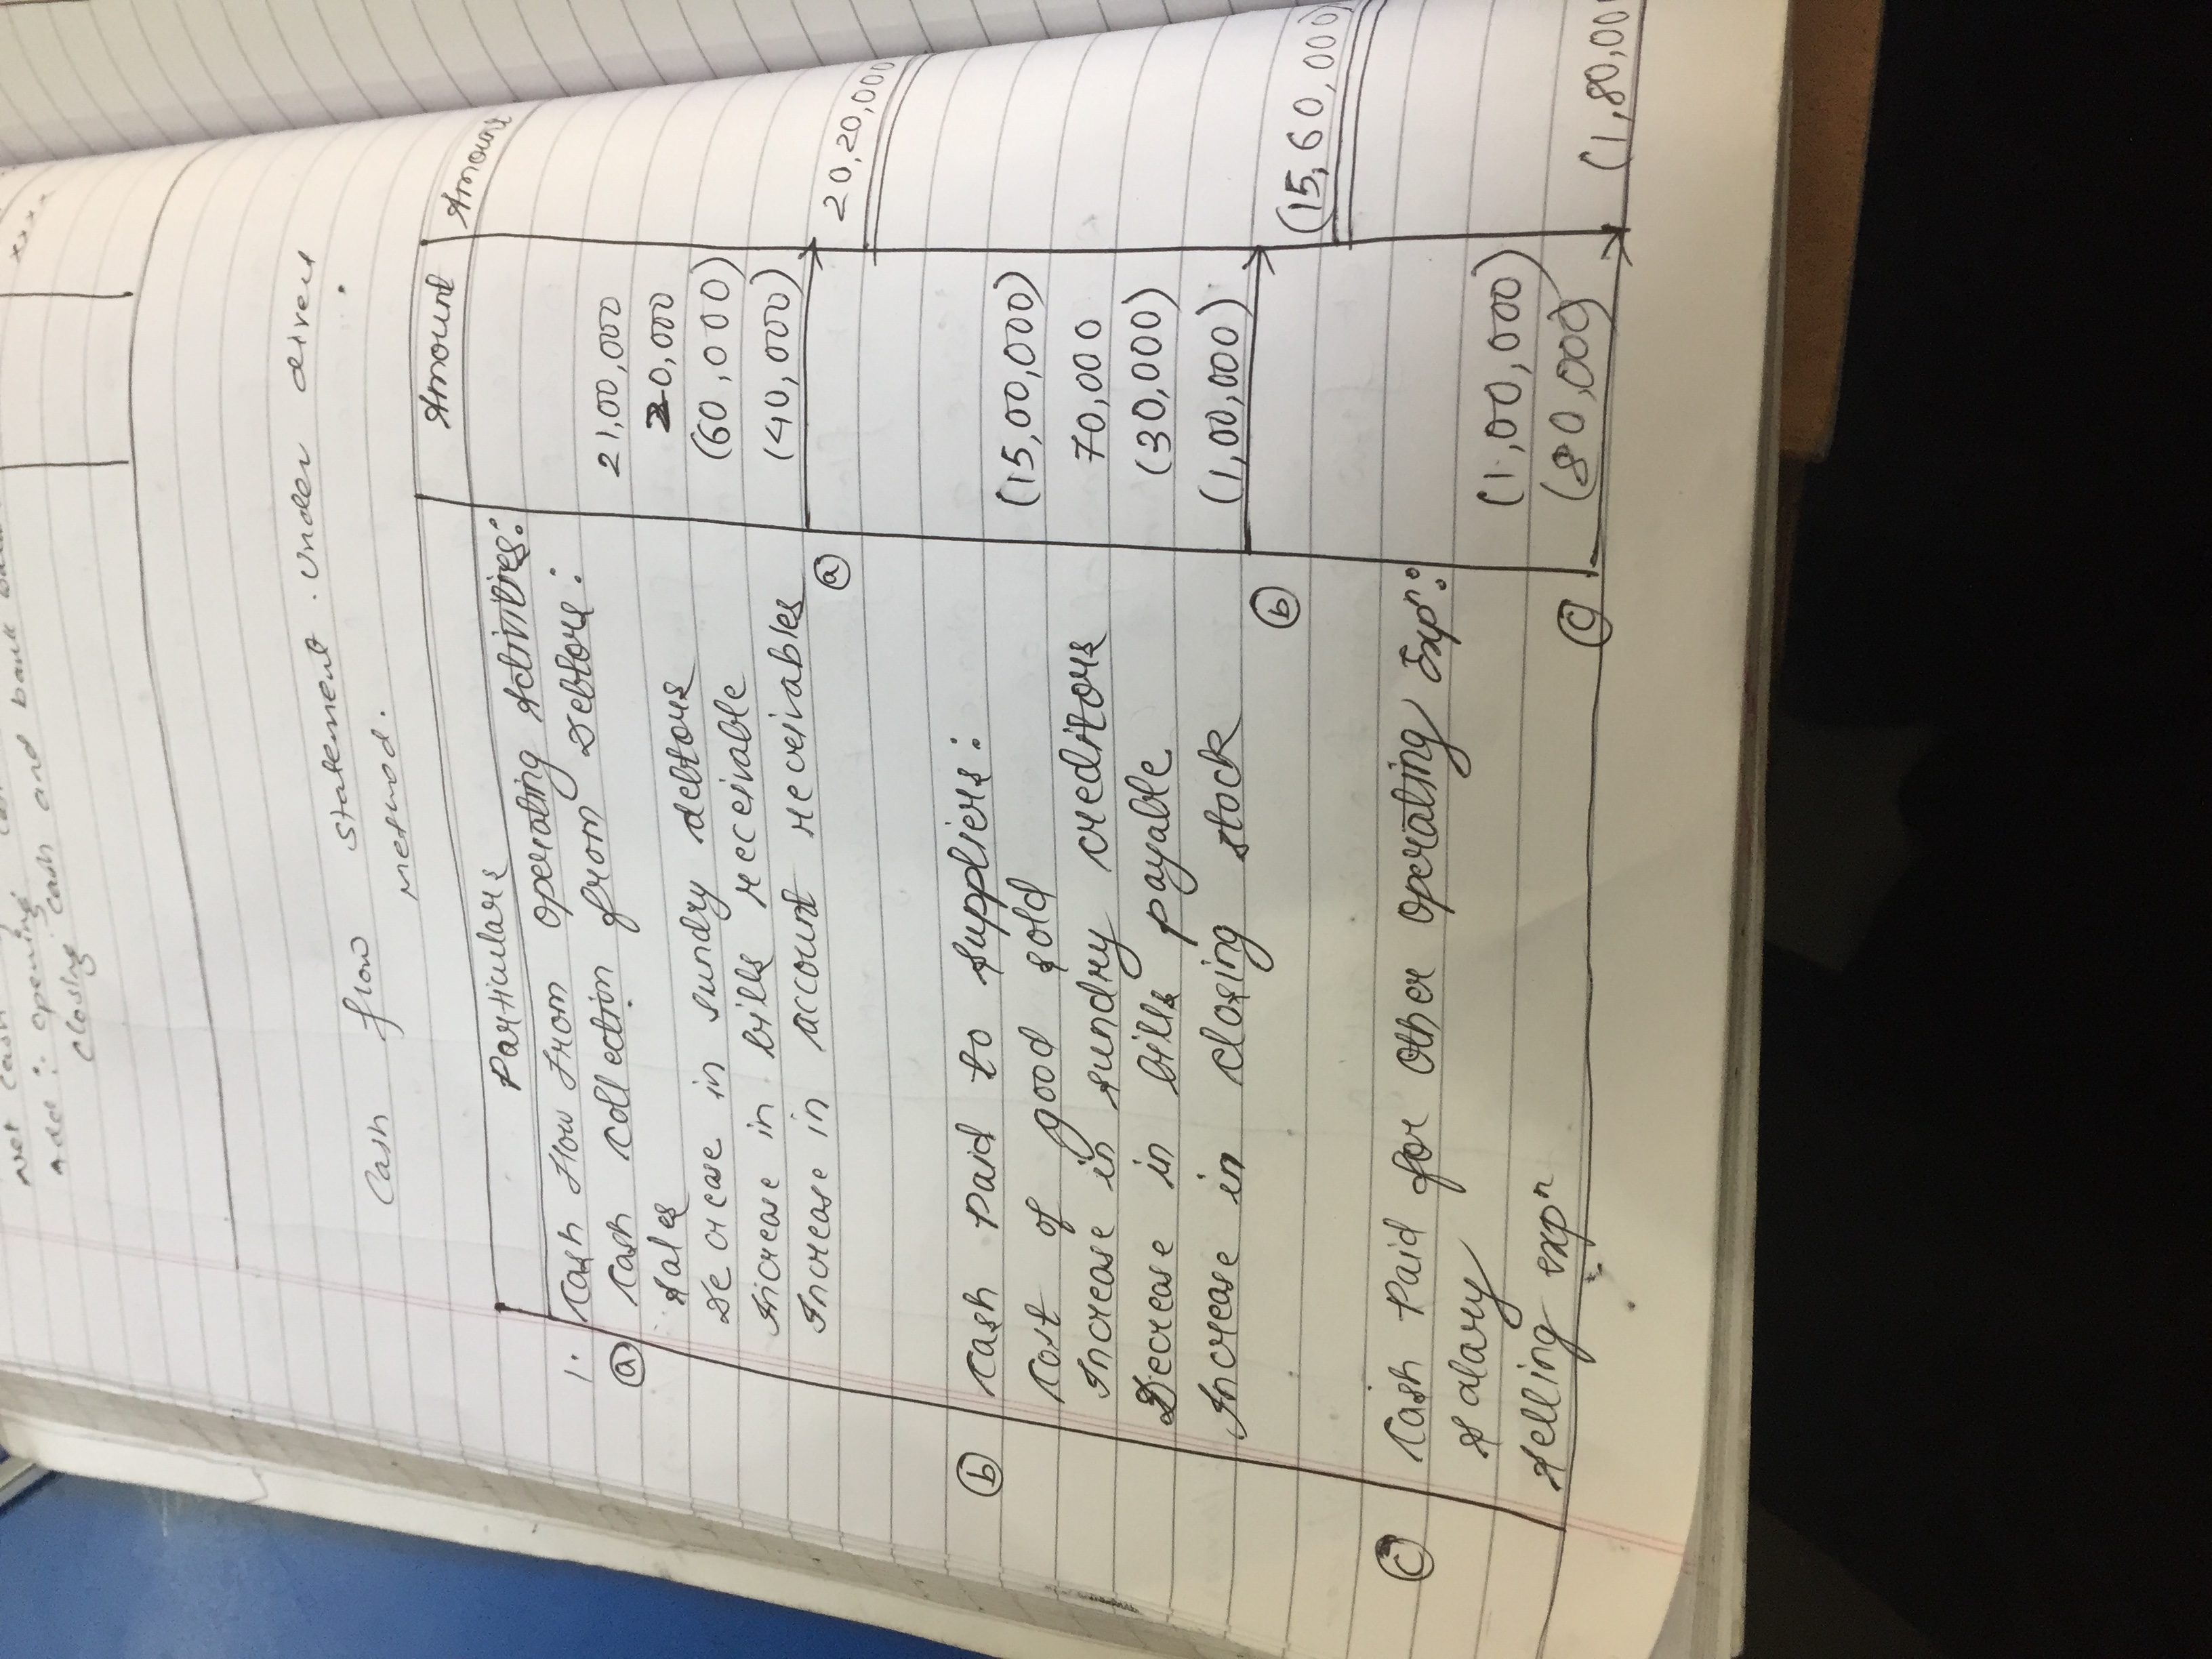 Net Cash
Add : opening
closing cash and bank
xxxx
Cash flow statement . Under direct
Method.
Particulars Amount Amount
1. Cash Flow From Operating Activities:
(a) Cash Collection from Debtors:
Sales 21,00,000
Decrease in sundry debtors 20,000
Increase in bills receivable (60,000)
Increase in account receivables (40,000)
(a) 20,20,000
(b) Cash Paid to Suppliers:
Cost of good sold (15,00,000)
Increase in sundry creditors 70,000
Decrease in bills payable (30,000)
Increase in closing stock (1,00,000)
(b) (15,60,000)
(c) Cash Paid for Other Operating Expn:
Salary (1,00,000)
Selling expn (80,000)
(c) (1,80,00